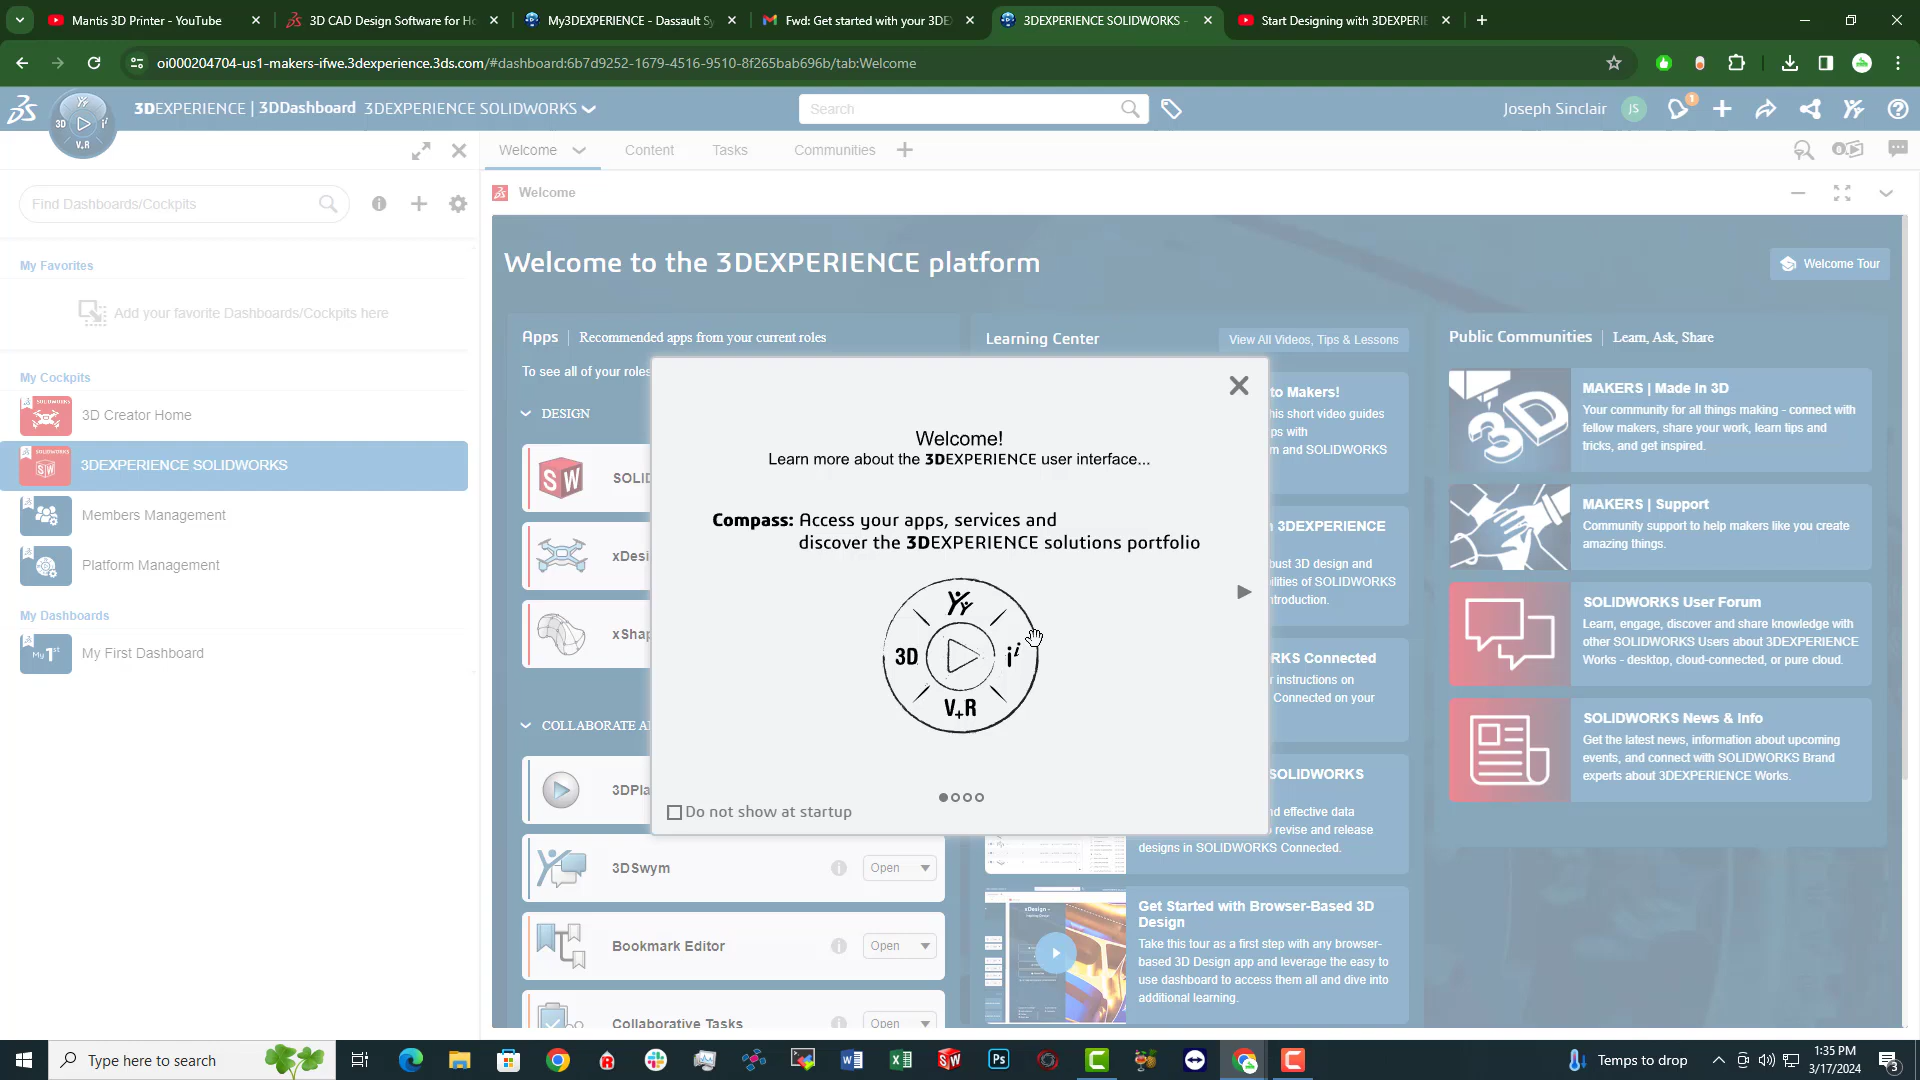 Mantis 3D Printer - YouTube
3D CAD Design Software for Ho
My3DEXPERIENCE - Dassault Sy
Fwd: Get started with your 3DE
3DEXPERIENCE SOLIDWORKS -
Start Designing with 3DEXPERIE
oi000204704-us1-makers-ifwe.3dexperience.3ds.com/#dashboard:6b7d9252-1679-4516-9510-8f265bab696b/tab:Welcome
3DEXPERIENCE | 3DDashboard 3DEXPERIENCE SOLIDWORKS
Search
Joseph Sinclair
JS
1
3D
V.R
Welcome
Content
Tasks
Communities
Find Dashboards/Cockpits
Welcome
My Favorites
Add your favorite Dashboards/Cockpits here
My Cockpits
3D Creator Home
3DEXPERIENCE SOLIDWORKS
Members Management
Platform Management
My Dashboards
My 1st
My First Dashboard
Welcome to the 3DEXPERIENCE platform
Welcome Tour
Apps | Recommended apps from your current roles
To see all of your roles
DESIGN
SOLID
xDesi
xShap
COLLABORATE A
3DPla
3DSwym
Open
Bookmark Editor
Open
Collaborative Tasks
Open
Learning Center
View All Videos, Tips & Lessons
to Makers!
his short video guides
ps with
m and SOLIDWORKS
n 3DEXPERIENCE
bust 3D design and
bilities of SOLIDWORKS
ntroduction.
RKS Connected
r instructions on
Connected on your
SOLIDWORKS
nd effective data
o revise and release
designs in SOLIDWORKS Connected.
Get Started with Browser-Based 3D
Design
Take this tour as a first step with any browser-
based 3D Design app and leverage the easy to
use dashboard to access them all and dive into
additional learning.
Public Communities | Learn, Ask, Share
MAKERS | Made In 3D
Your community for all things making - connect with
fellow makers, share your work, learn tips and
tricks, and get inspired.
MAKERS | Support
Community support to help makers like you create
amazing things.
SOLIDWORKS User Forum
Learn, engage, discover and share knowledge with
other SOLIDWORKS Users about 3DEXPERIENCE
Works - desktop, cloud-connected, or pure cloud.
SOLIDWORKS News & Info
Get the latest news, information about upcoming
events, and connect with SOLIDWORKS Brand
experts about 3DEXPERIENCE Works.
Welcome!
Learn more about the 3DEXPERIENCE user interface...
Compass: Access your apps, services and
discover the 3DEXPERIENCE solutions portfolio
3D
V+R
Do not show at startup
Type here to search
Temps to drop
1:35 PM
3/17/2024
3